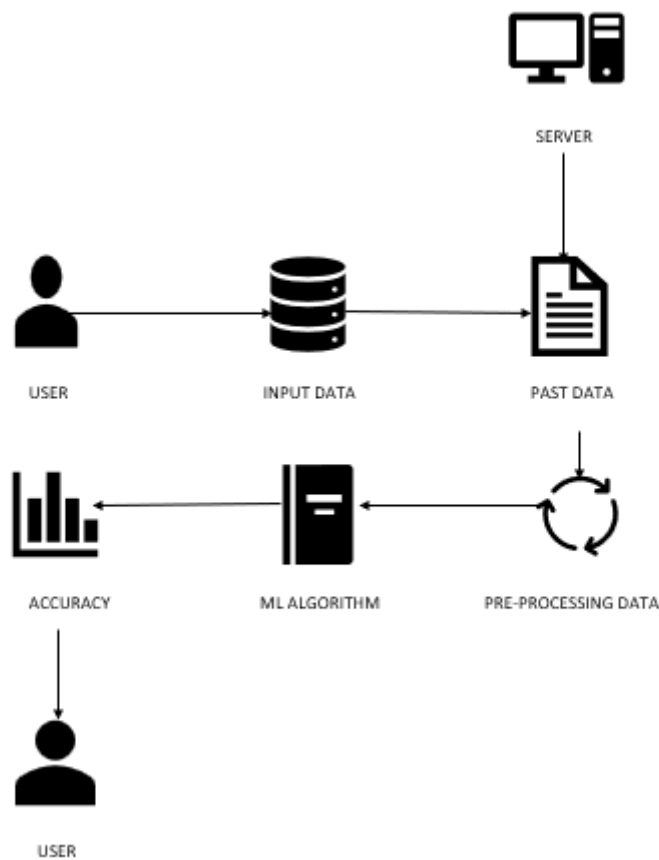 SERVER
USER
INPUT DATA
PAST DATA
ACCURACY
ML ALGORITHM
PRE-PROCESSING DATA
USER